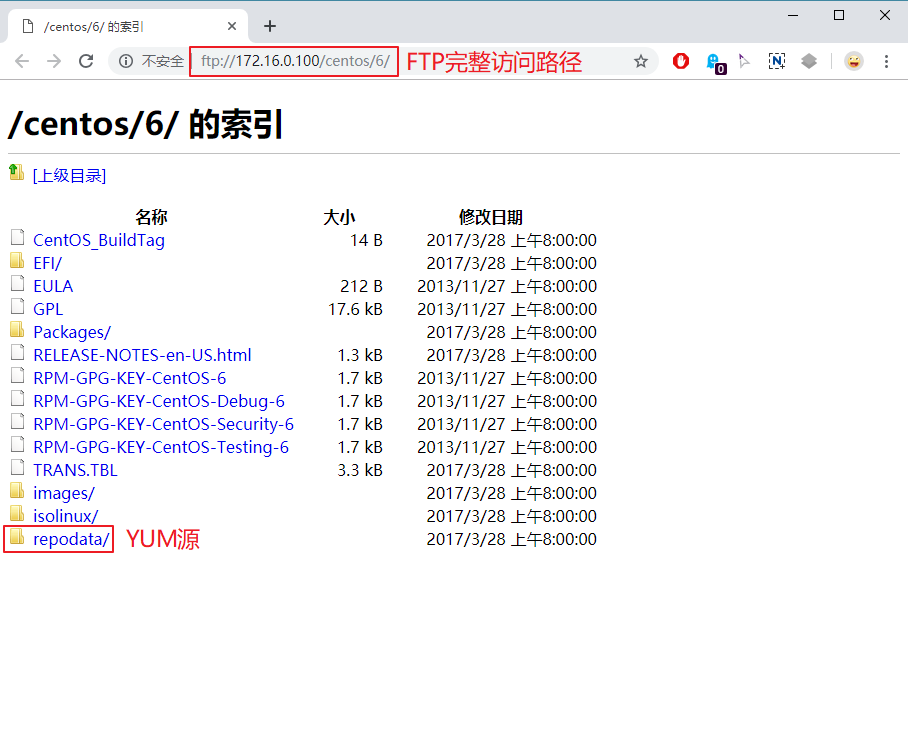 /centos/6/ 的索引
不安全 ftp://172.16.0.100/centos/6/ FTP完整访问路径 0
/centos/6/ 的索引
[上级目录]
名称 大小 修改日期
CentOS_BuildTag 14 B 2017/3/28 上午8:00:00
EFI/ 2017/3/28 上午8:00:00
EULA 212 B 2013/11/27 上午8:00:00
GPL 17.6 kB 2013/11/27 上午8:00:00
Packages/ 2017/3/28 上午8:00:00
RELEASE-NOTES-en-US.html 1.3 kB 2017/3/28 上午8:00:00
RPM-GPG-KEY-CentOS-6 1.7 kB 2013/11/27 上午8:00:00
RPM-GPG-KEY-CentOS-Debug-6 1.7 kB 2013/11/27 上午8:00:00
RPM-GPG-KEY-CentOS-Security-6 1.7 kB 2013/11/27 上午8:00:00
RPM-GPG-KEY-CentOS-Testing-6 1.7 kB 2013/11/27 上午8:00:00
TRANS.TBL 3.3 kB 2017/3/28 上午8:00:00
images/ 2017/3/28 上午8:00:00
isolinux/ 2017/3/28 上午8:00:00
repodata/ YUM源 2017/3/28 上午8:00:00